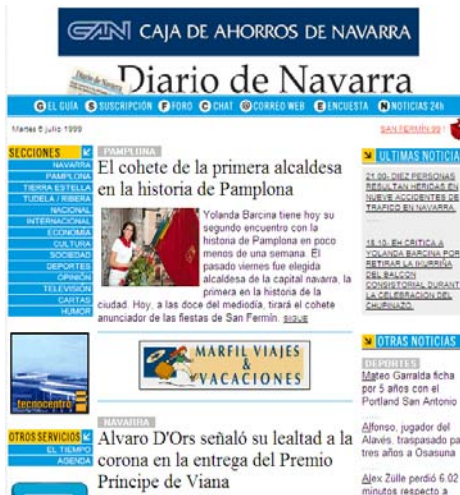 CAN CAJA DE AHORROS DE NAVARRA
Diario de Navarra
EL GUÍA SUSCRIPCIÓN FORO CHAT CORREO WEB ENCUESTA NOTICIAS 24h
Martes 6 julio 1999
SAN FERMIN 99 !
SECCIONES
NAVARRA
PAMPLONA
TIERRA ESTELLA
TUDELA / RIBERA
NACIONAL
INTERNACIONAL
ECONOMÍA
CULTURA
SOCIEDAD
DEPORTES
OPINIÓN
TELEVISIÓN
CARTAS
HUMOR
tecnocentro
OTROS SERVICIOS
EL TIEMPO
AGENDA
PAMPLONA
El cohete de la primera alcaldesa
en la historia de Pamplona
Yolanda Barcina tiene hoy su
segundo encuentro con la
historia de Pamplona en poco
menos de una semana. El
pasado viernes fue elegida
alcaldesa de la capital navarra, la
primera en la historia de la
ciudad. Hoy, a las doce del mediodía, tirará el cohete
anunciador de las fiestas de San Fermín. SIGUE
MARFIL VIAJES
&
VACACIONES
NAVARRA
Alvaro D'Ors señaló su lealtad a la
corona en la entrega del Premio
Príncipe de Viana
ULTIMAS NOTICIA
21.00- DIEZ PERSONAS
RESULTAN HERIDAS EN
NUEVE ACCIDENTES DE
TRAFICO EN NAVARRA
18.10- EH CRITICA A
YOLANDA BARCINA POR
RETIRAR LA IKURRIÑA
DEL BALCON
CONSISTORIAL DURANT
LA CELEBRACION DEL
CHUPINAZO.
OTRAS NOTICIAS
DEPORTES
Mateo Garralda ficha
por 5 años con el
Portland San Antonio
Alfonso, jugador del
Alavés, traspasado pa
tres años a Osasuna
Alex Zülle perdió 6.02
minutos respecto a